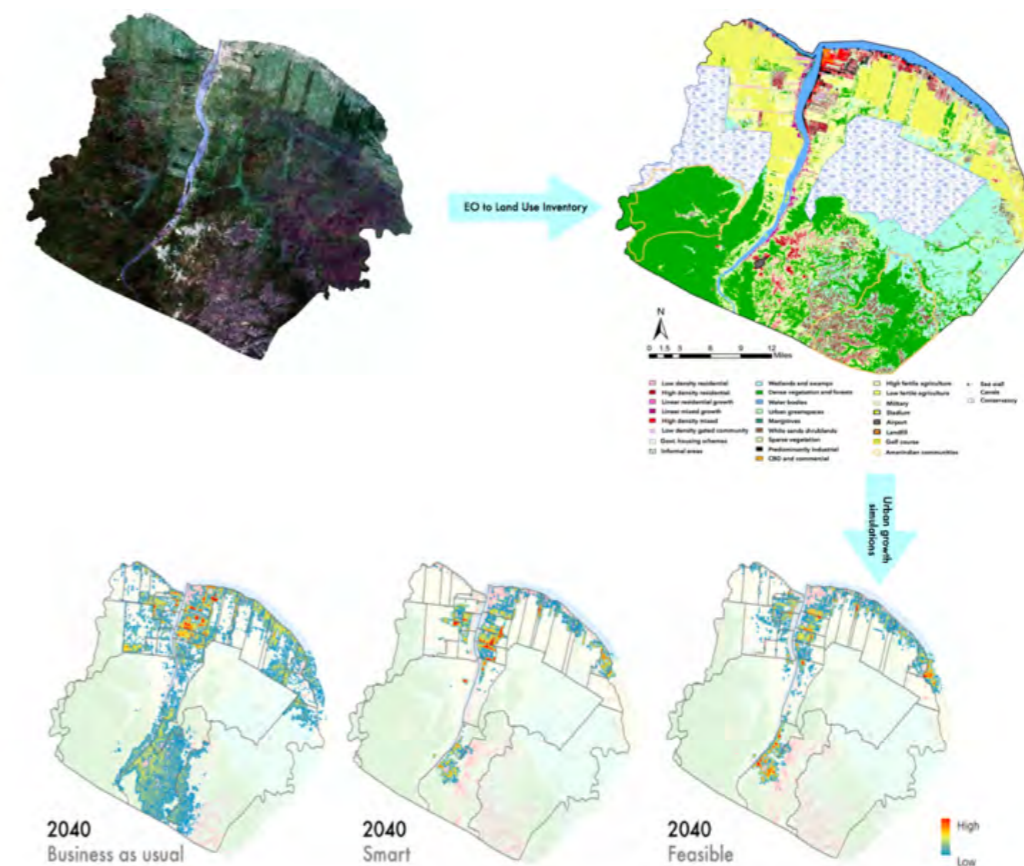 EO to Land Use Inventory
N
0 1.5 3 6 9 12
Miles
Low density residential
High density residential
Linear residential growth
Linear mixed growth
High density mixed
Low density gated community
Govt. housing schemes
Informal areas
Wetlands and swamps
Dense vegetation and forests
Water bodies
Urban greenspaces
Mangroves
White sands shrublands
Sparse vegetation
Predominantly industrial
CBD and commercial
High fertile agriculture
Low fertile agriculture
Military
Stadium
Airport
Landfill
Golf course
Amerindian communities
Sea wall
Canals
Conservancy
Urban growth
simulations
2040
Business as usual
2040
Smart
2040
Feasible
High
Low